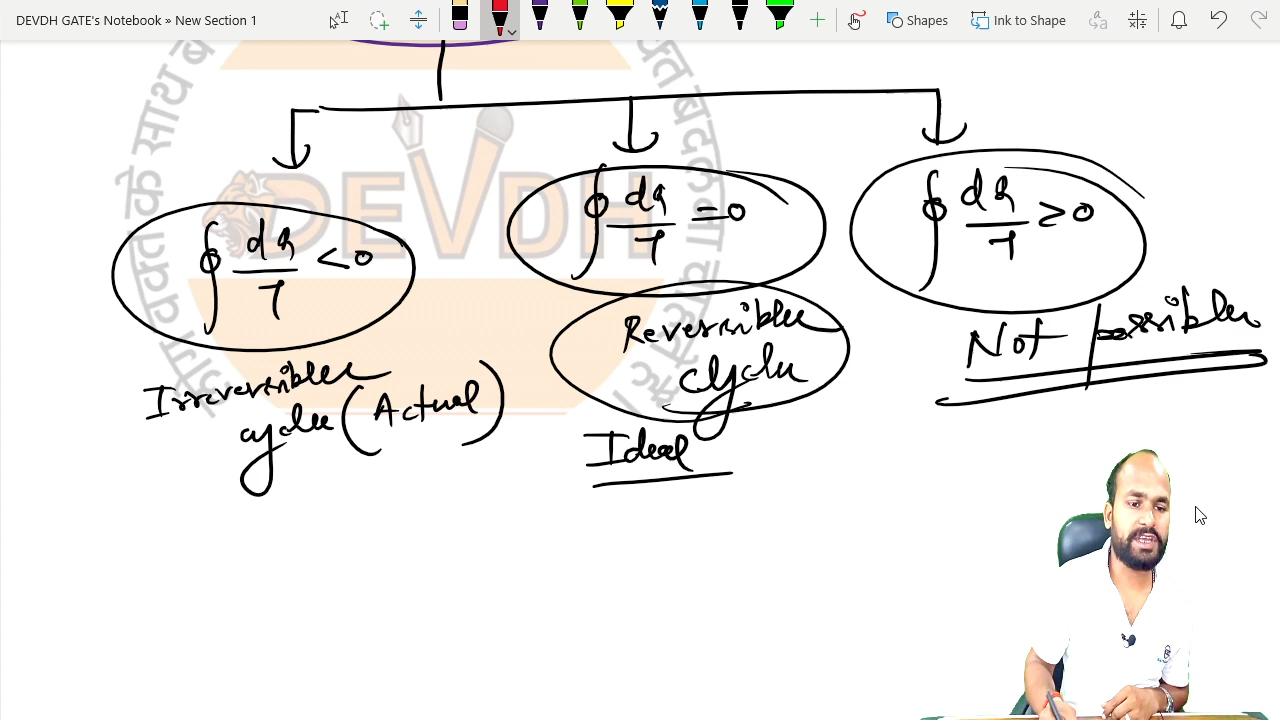 DEVDH GATE's Notebook » New Section 1
Shapes
Ink to Shape
DEVDH
∮ dQ/T < 0
∮ dQ/T = 0
∮ dQ/T > 0
Irreversible
cycle (Actual)
Reversible
cycle
Ideal
Not possible